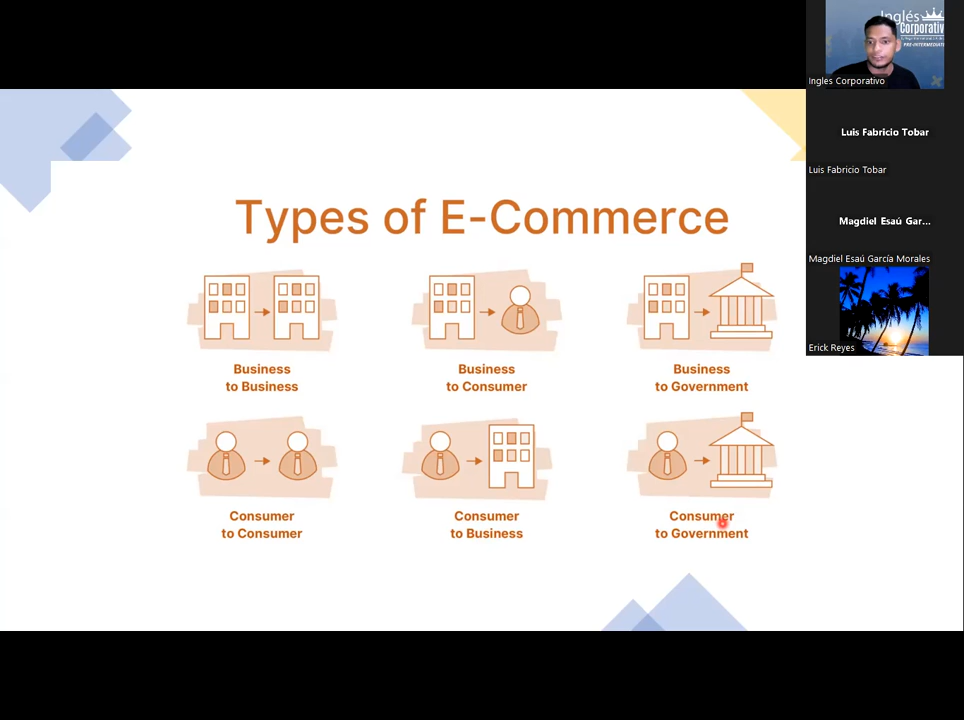 Types of E-Commerce
Business
to Business
Business
to Consumer
Business
to Government
Consumer
to Consumer
Consumer
to Business
Consumer
to Government
Inglés
Corporativo
PRE-INTERMEDIATE
Ingles Corporativo
Luis Fabricio Tobar
Luis Fabricio Tobar
Magdiel Esaú Gar...
Magdiel Esaú García Morales
Erick Reyes